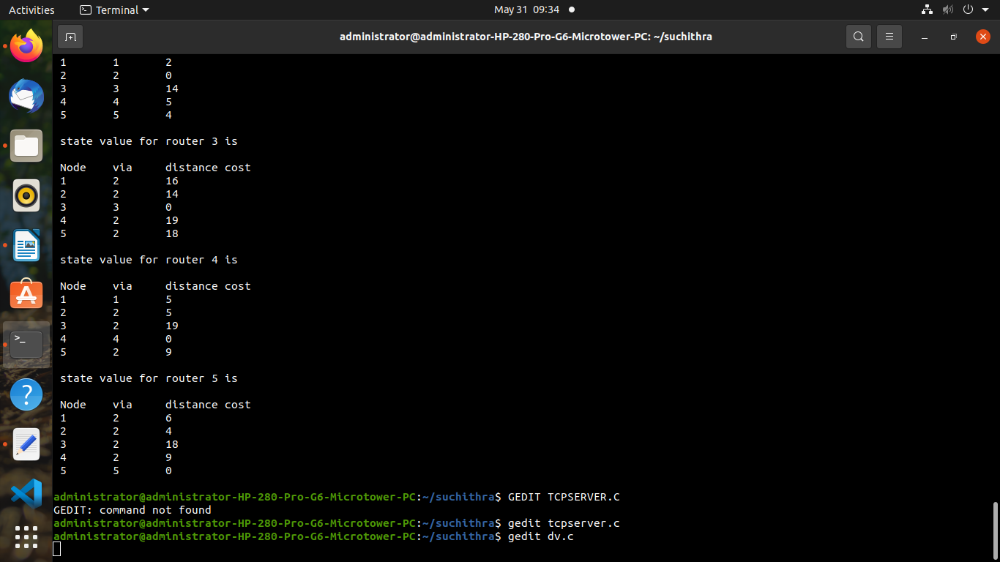 Activities Terminal May 31 09:34
administrator@administrator-HP-280-Pro-G6-Microtower-PC: ~/suchithra
1 1 2
2 2 0
3 3 14
4 4 5
5 5 4
state value for router 3 is
Node via distance cost
1 2 16
2 2 14
3 3 0
4 2 19
5 2 18
state value for router 4 is
Node via distance cost
1 1 5
2 2 5
3 2 19
4 4 0
5 2 9
state value for router 5 is
Node via distance cost
1 2 6
2 2 4
3 2 18
4 2 9
5 5 0
administrator@administrator-HP-280-Pro-G6-Microtower-PC:~/suchithra$ GEDIT TCPSERVER.C
GEDIT: command not found
administrator@administrator-HP-280-Pro-G6-Microtower-PC:~/suchithra$ gedit tcpserver.c
administrator@administrator-HP-280-Pro-G6-Microtower-PC:~/suchithra$ gedit dv.c